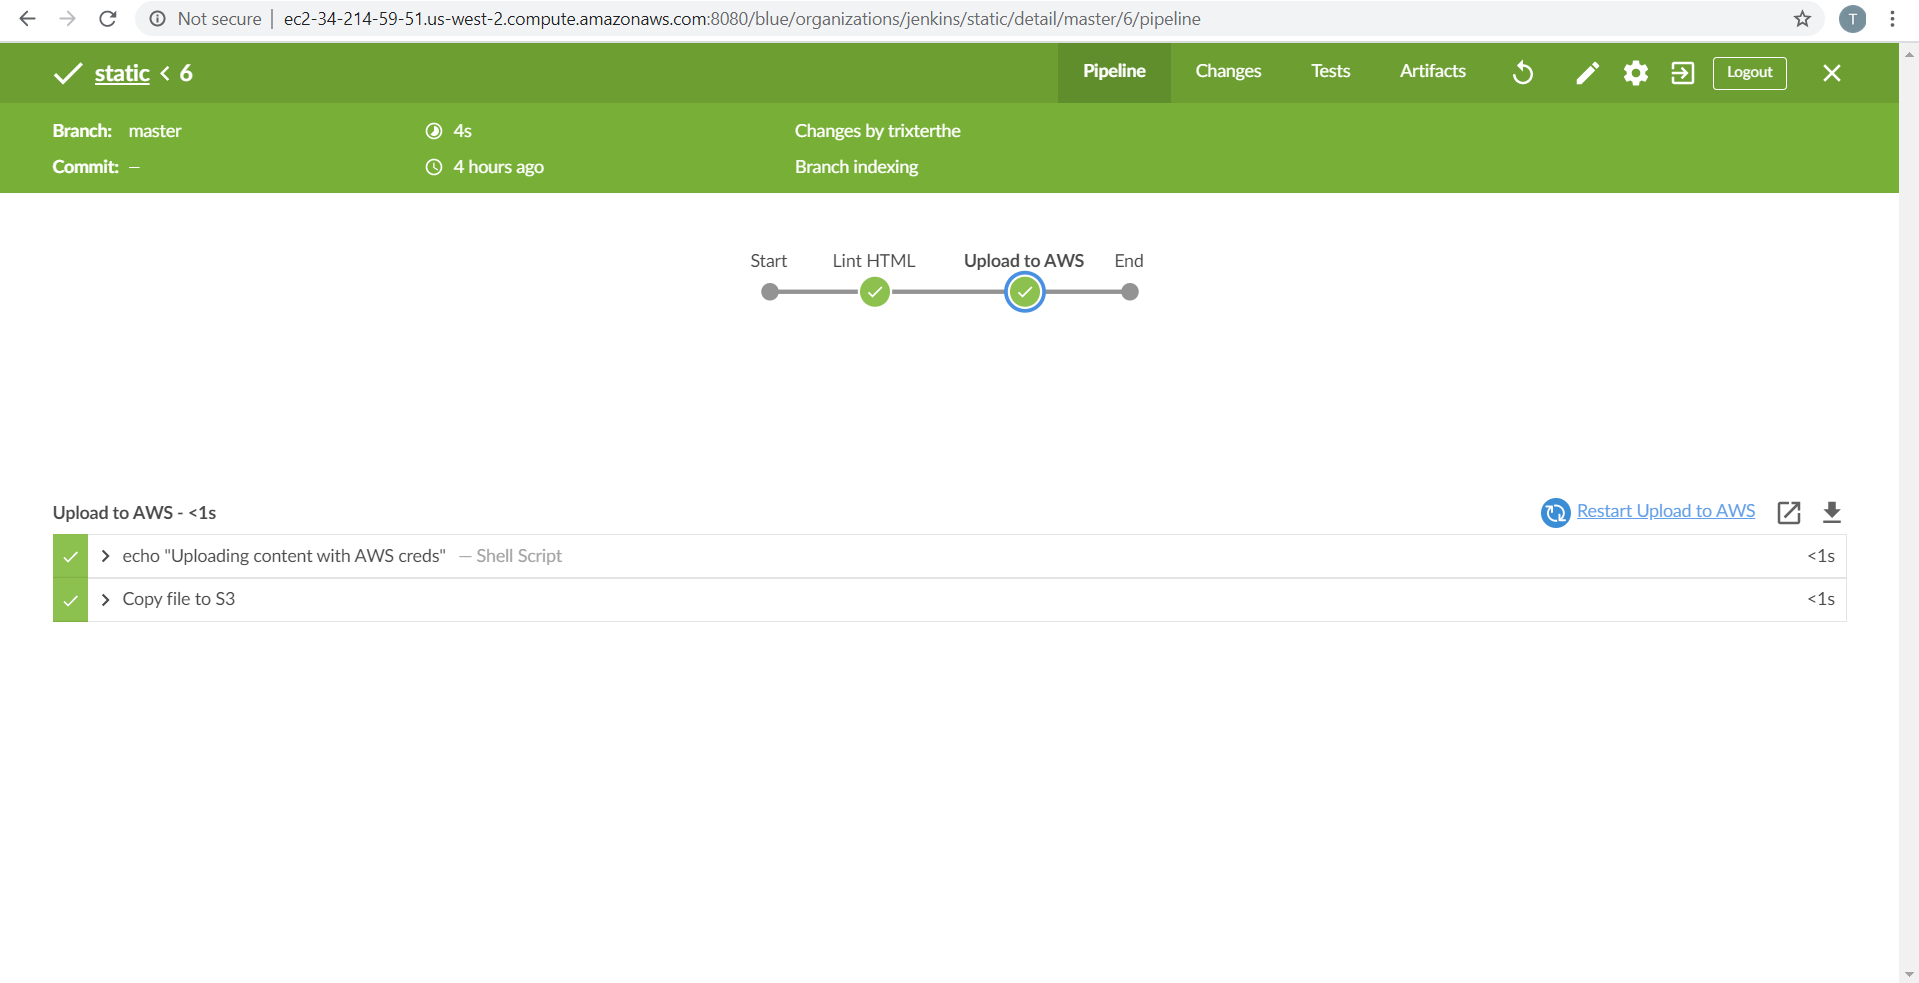 Not secure | ec2-34-214-59-51.us-west-2.compute.amazonaws.com:8080/blue/organizations/jenkins/static/detail/master/6/pipeline
T
static < 6
Pipeline Changes Tests Artifacts Logout
Branch: master 4s Changes by trixterthe
Commit: – 4 hours ago Branch indexing
Start Lint HTML Upload to AWS End
Upload to AWS - <1s Restart Upload to AWS
echo "Uploading content with AWS creds" — Shell Script <1s
Copy file to S3 <1s